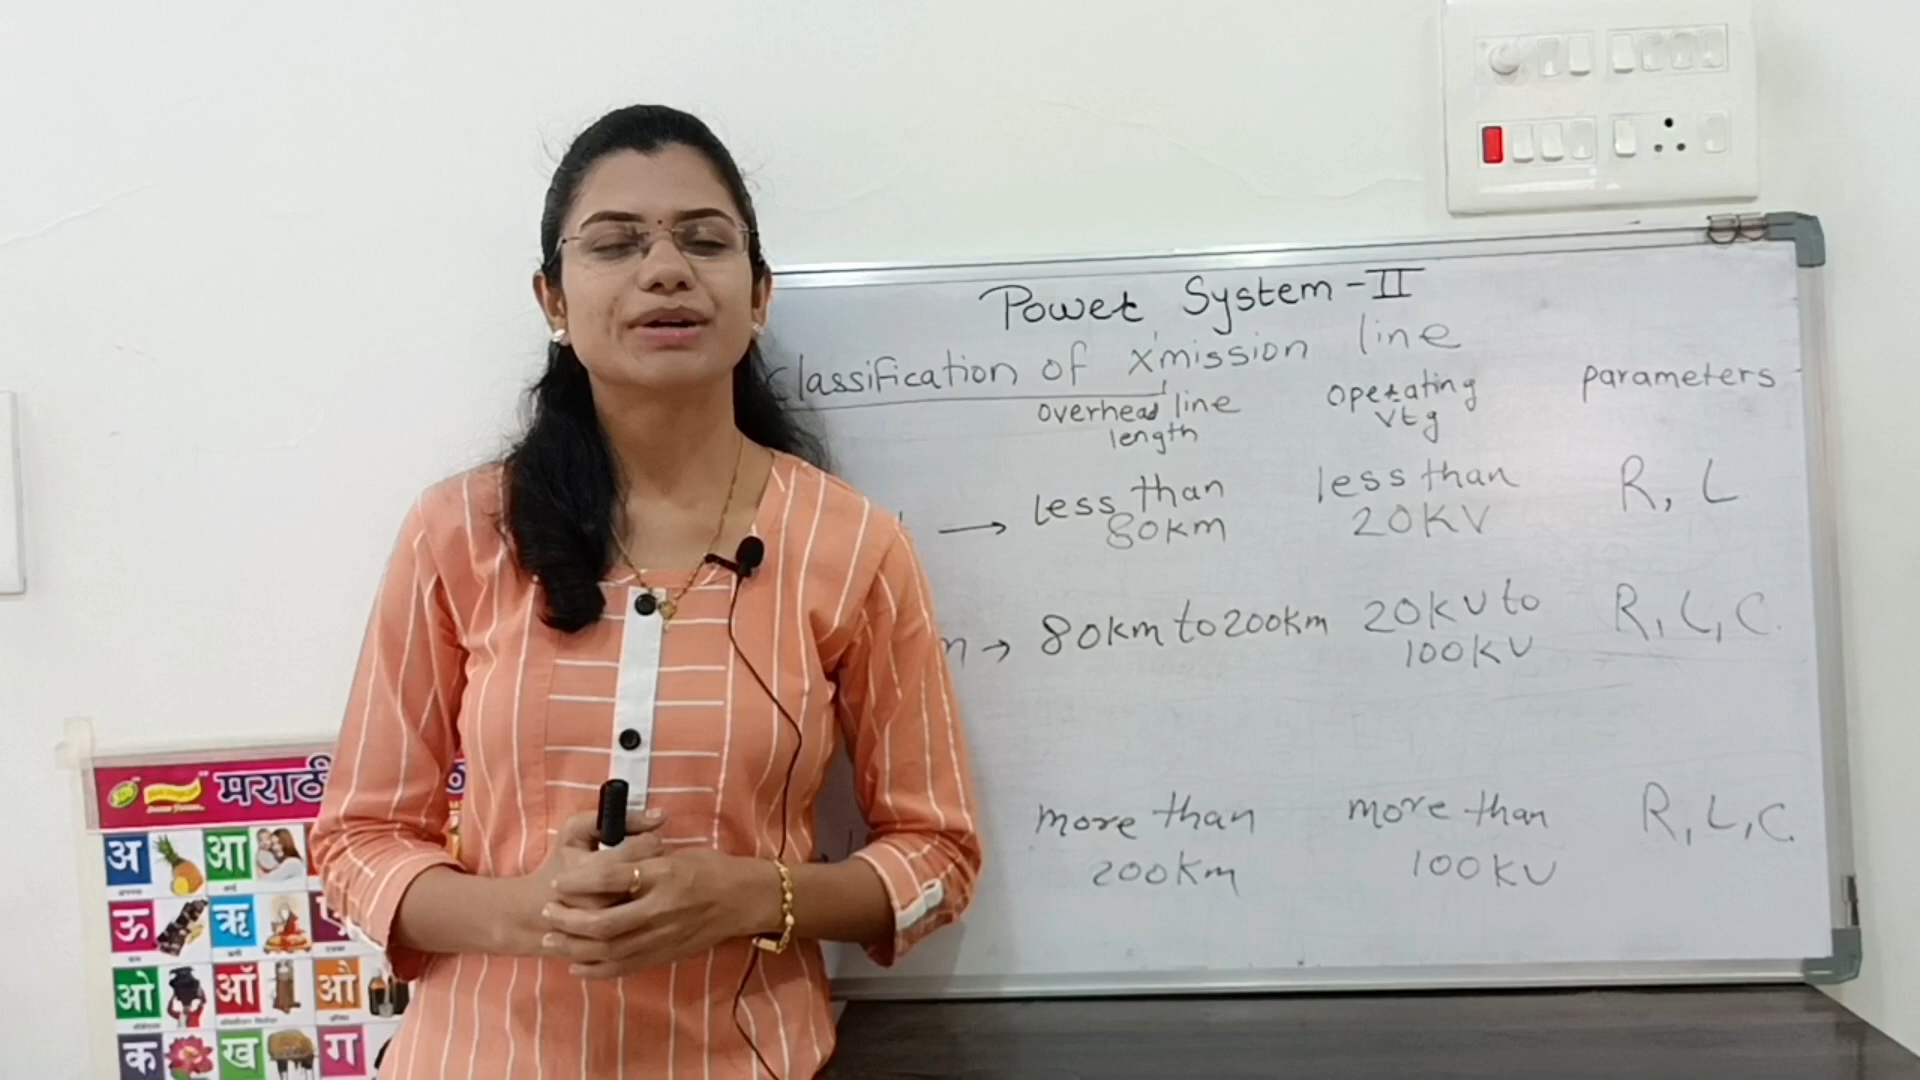 Power System-II
Classification of x'mission line
overhead line length
operating vtg
parameters
less than 80km
less than 20KV
R, L
80km to 200km
20KV to 100KV
R, L, C.
more than 200km
more than 100KV
R, L, C.
मराठी
अ
आ
ऊ
ऋ
ओ
ऑ
औ
क
ख
ग